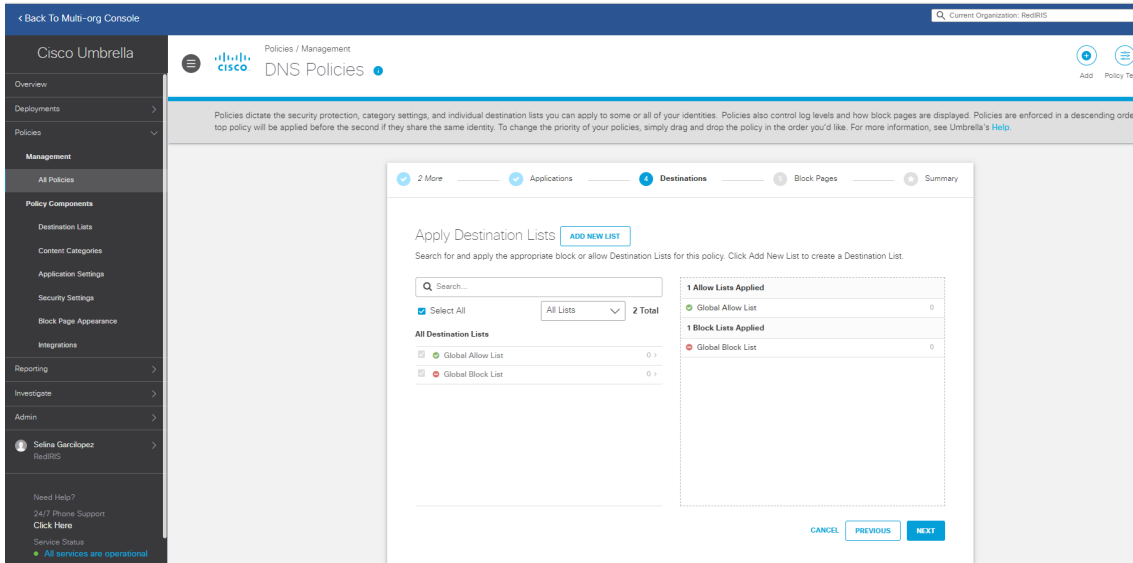 < Back To Multi-org Console
Current Organization: RedIRIS
Cisco Umbrella
Overview
Deployments
Policies
Management
All Policies
Policy Components
Destination Lists
Content Categories
Application Settings
Security Settings
Block Page Appearance
Integrations
Reporting
Investigate
Admin
Selina Garcilopez
RedIRIS
Need Help?
24/7 Phone Support
Click Here
Service Status
All services are operational
CISCO
Policies / Management
DNS Policies
Add
Policy Te
Policies dictate the security protection, category settings, and individual destination lists you can apply to some or all of your identities. Policies also control log levels and how block pages are displayed. Policies are enforced in a descending orde
top policy will be applied before the second if they share the same identity. To change the priority of your policies, simply drag and drop the policy in the order you'd like. For more information, see Umbrella's Help.
2 More
Applications
4 Destinations
5 Block Pages
Summary
Apply Destination Lists ADD NEW LIST
Search for and apply the appropriate block or allow Destination Lists for this policy. Click Add New List to create a Destination List.
Search...
Select All
All Lists
2 Total
All Destination Lists
Global Allow List 0 >
Global Block List 0 >
1 Allow Lists Applied
Global Allow List 0
1 Block Lists Applied
Global Block List 0
CANCEL PREVIOUS NEXT